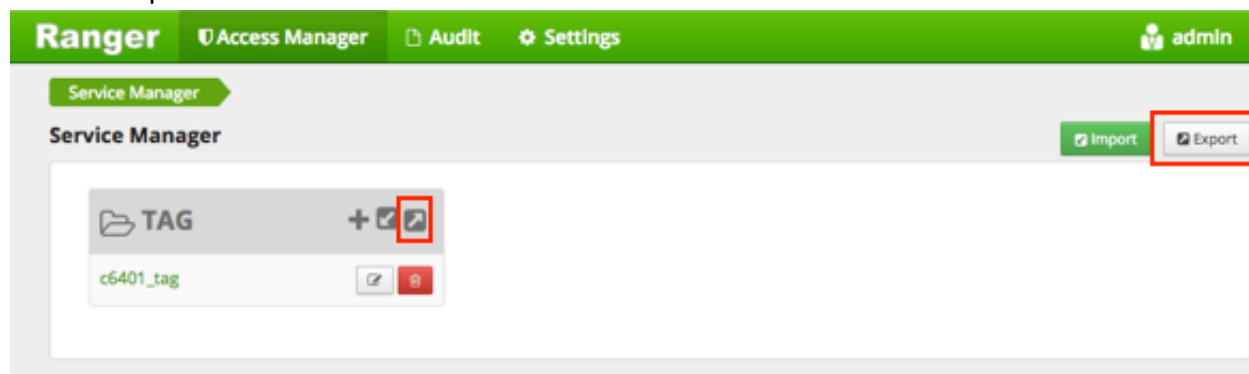 Ranger Access Manager Audit Settings admin
Service Manager
Service Manager Import Export
TAG
c6401_tag